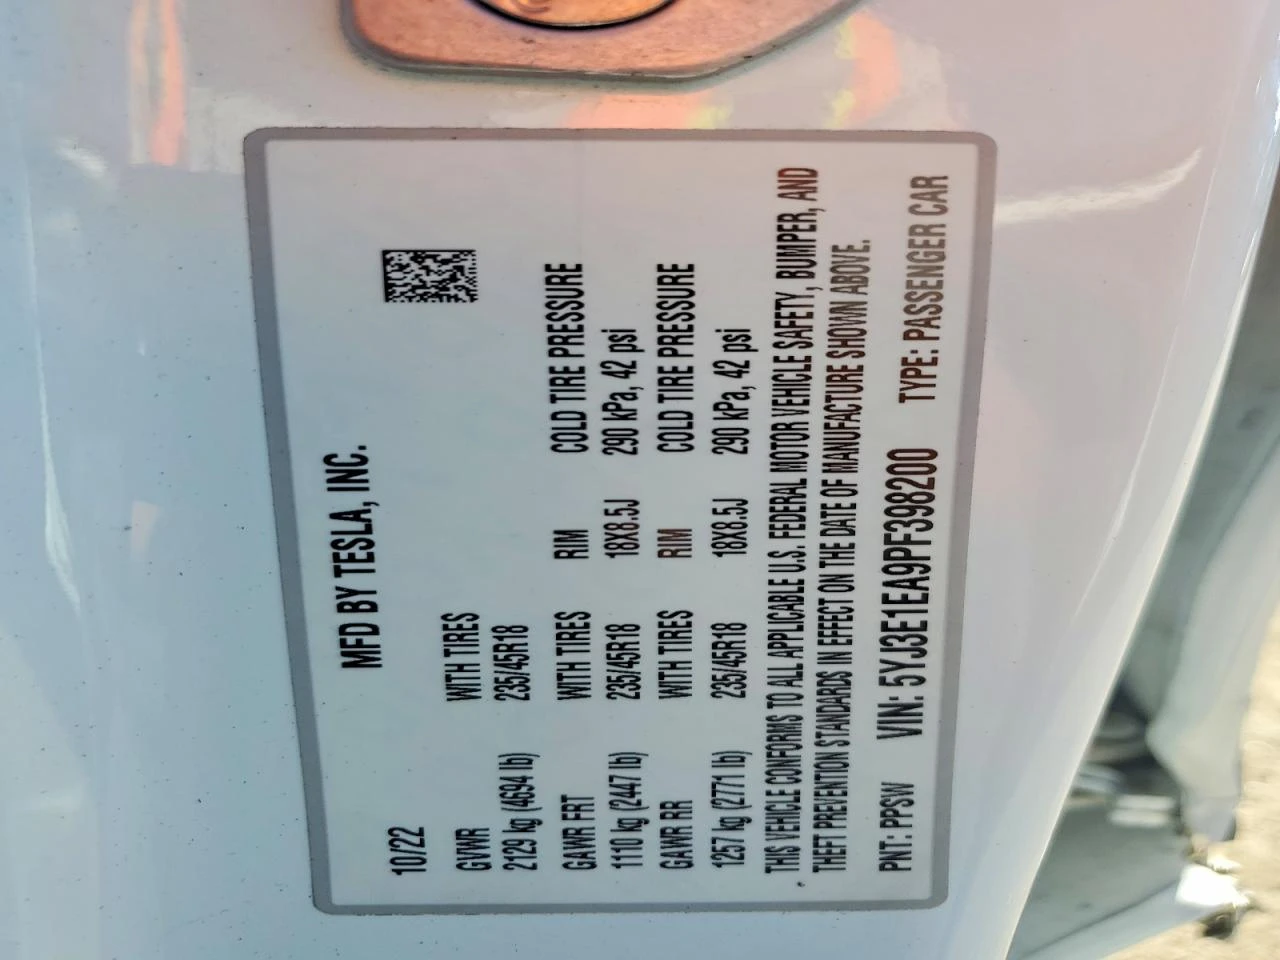 MFD BY TESLA, INC.
10/22
GVWR WITH TIRES
2129 kg (4694 lb) 235/45R18
GAWR FRT WITH TIRES RIM COLD TIRE PRESSURE
1110 kg (2447 lb) 235/45R18 18X8.5J 290 kPa, 42 psi
GAWR RR WITH TIRES RIM COLD TIRE PRESSURE
1257 kg (2771 lb) 235/45R18 18X8.5J 290 kPa, 42 psi
THIS VEHICLE CONFORMS TO ALL APPLICABLE U.S. FEDERAL MOTOR VEHICLE SAFETY, BUMPER, AND
THEFT PREVENTION STANDARDS IN EFFECT ON THE DATE OF MANUFACTURE SHOWN ABOVE.
PNT: PPSW VIN: 5YJ3E1EA9PF398200 TYPE: PASSENGER CAR